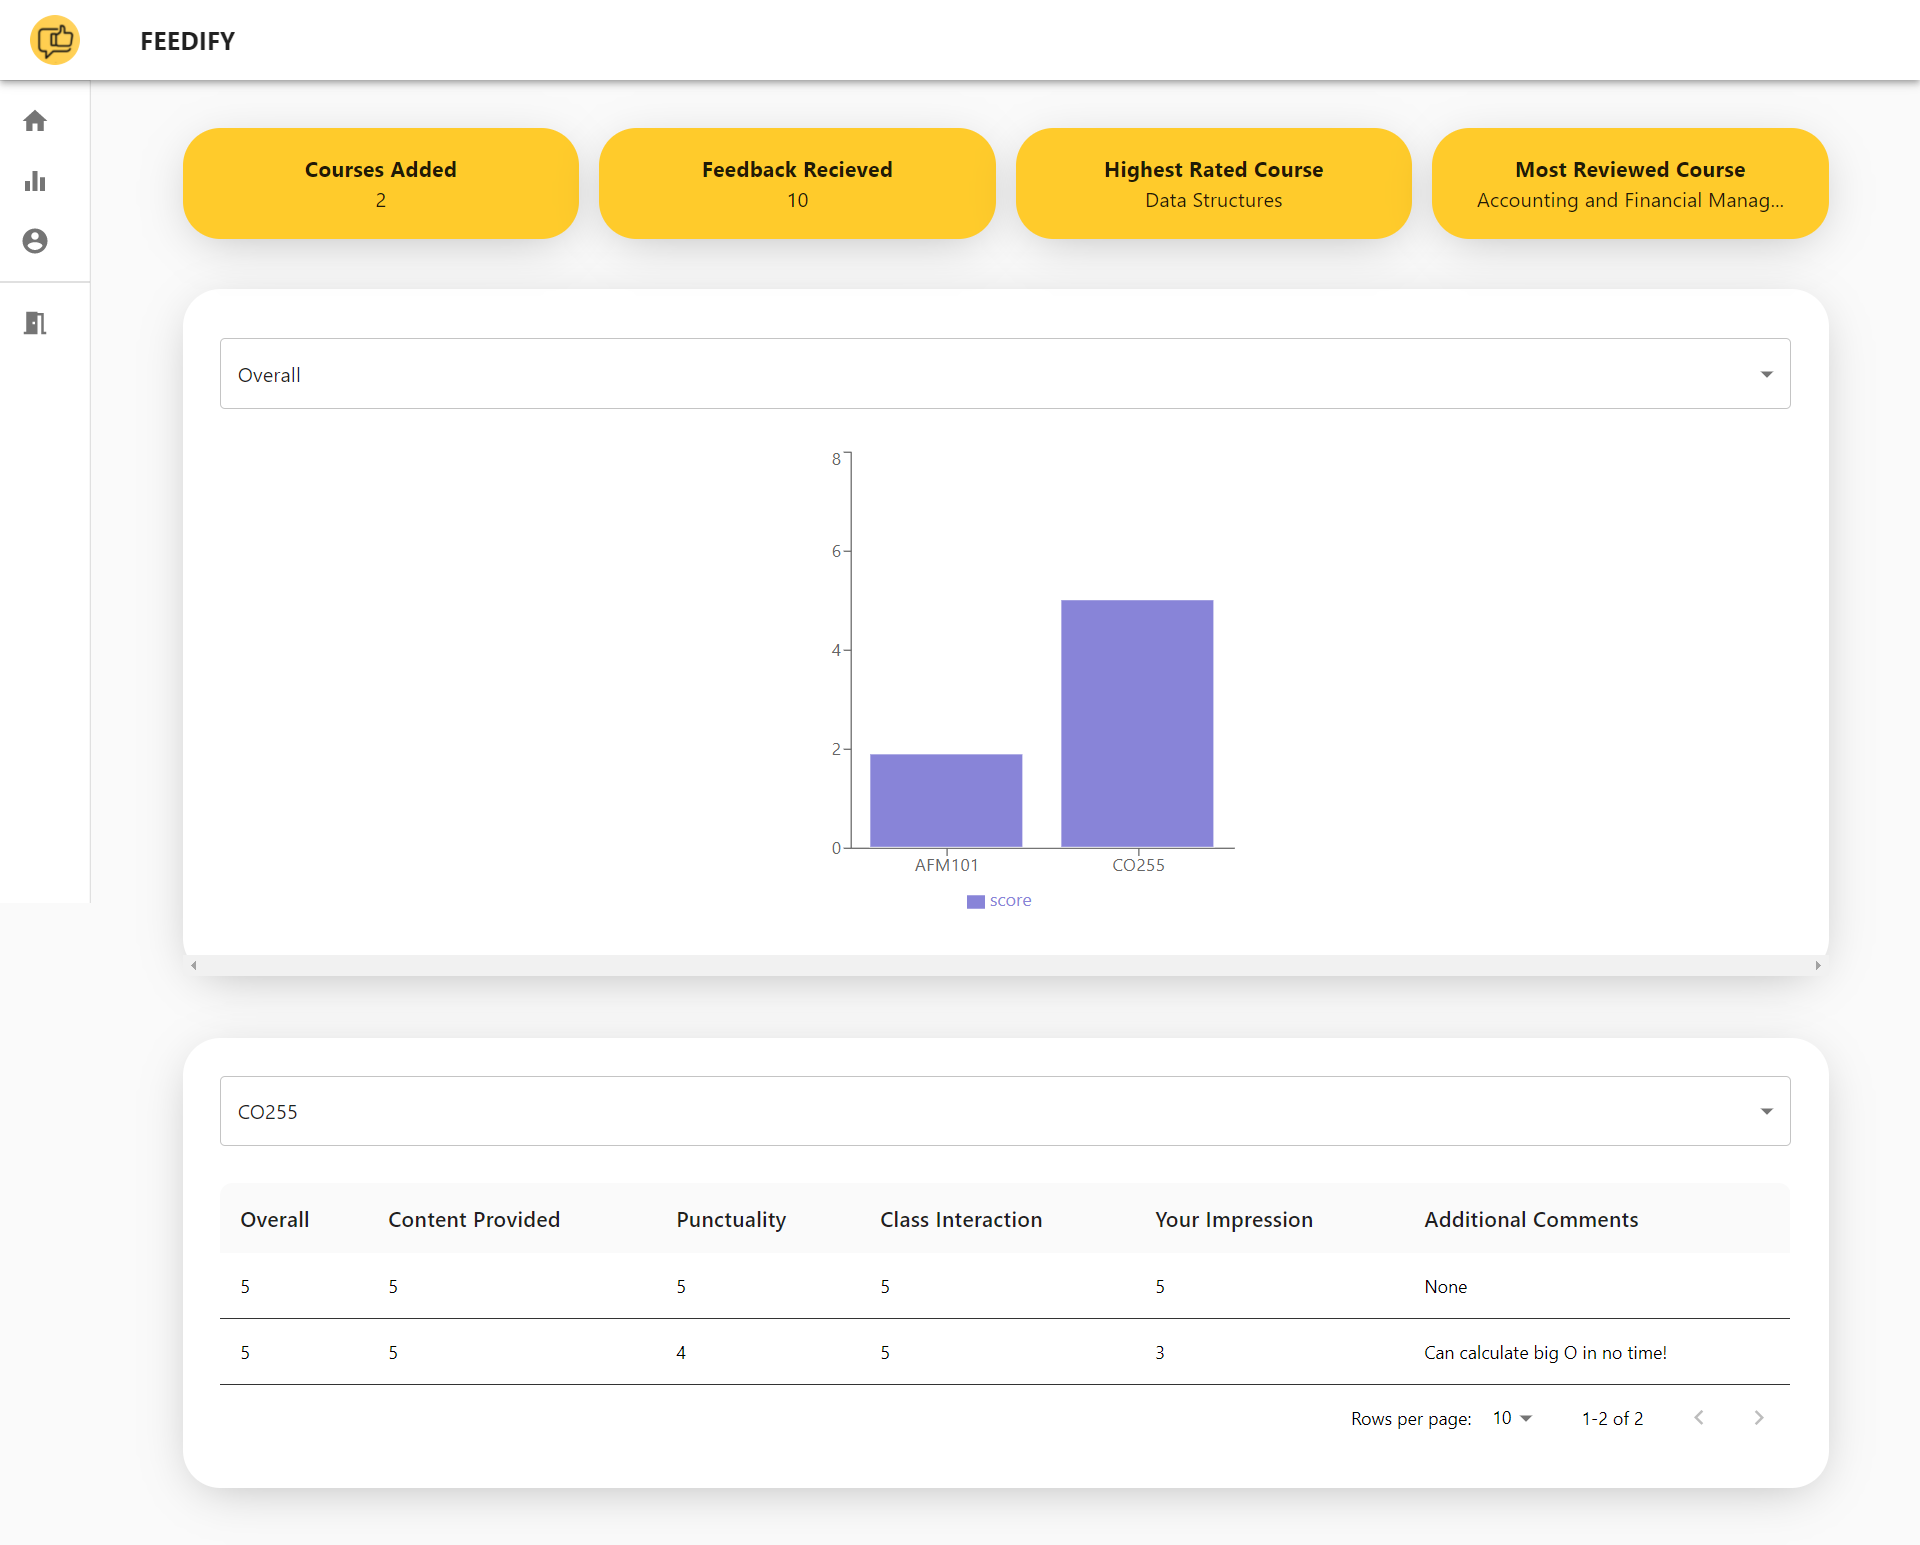 FEEDIFY
Courses Added
2
Feedback Recieved
10
Highest Rated Course
Data Structures
Most Reviewed Course
Accounting and Financial Manag...
Overall
8
6
4
2
0
AFM101 CO255
score
CO255
Overall Content Provided Punctuality Class Interaction Your Impression Additional Comments
5 5 5 5 5 None
5 5 4 5 3 Can calculate big O in no time!
Rows per page: 10 1-2 of 2